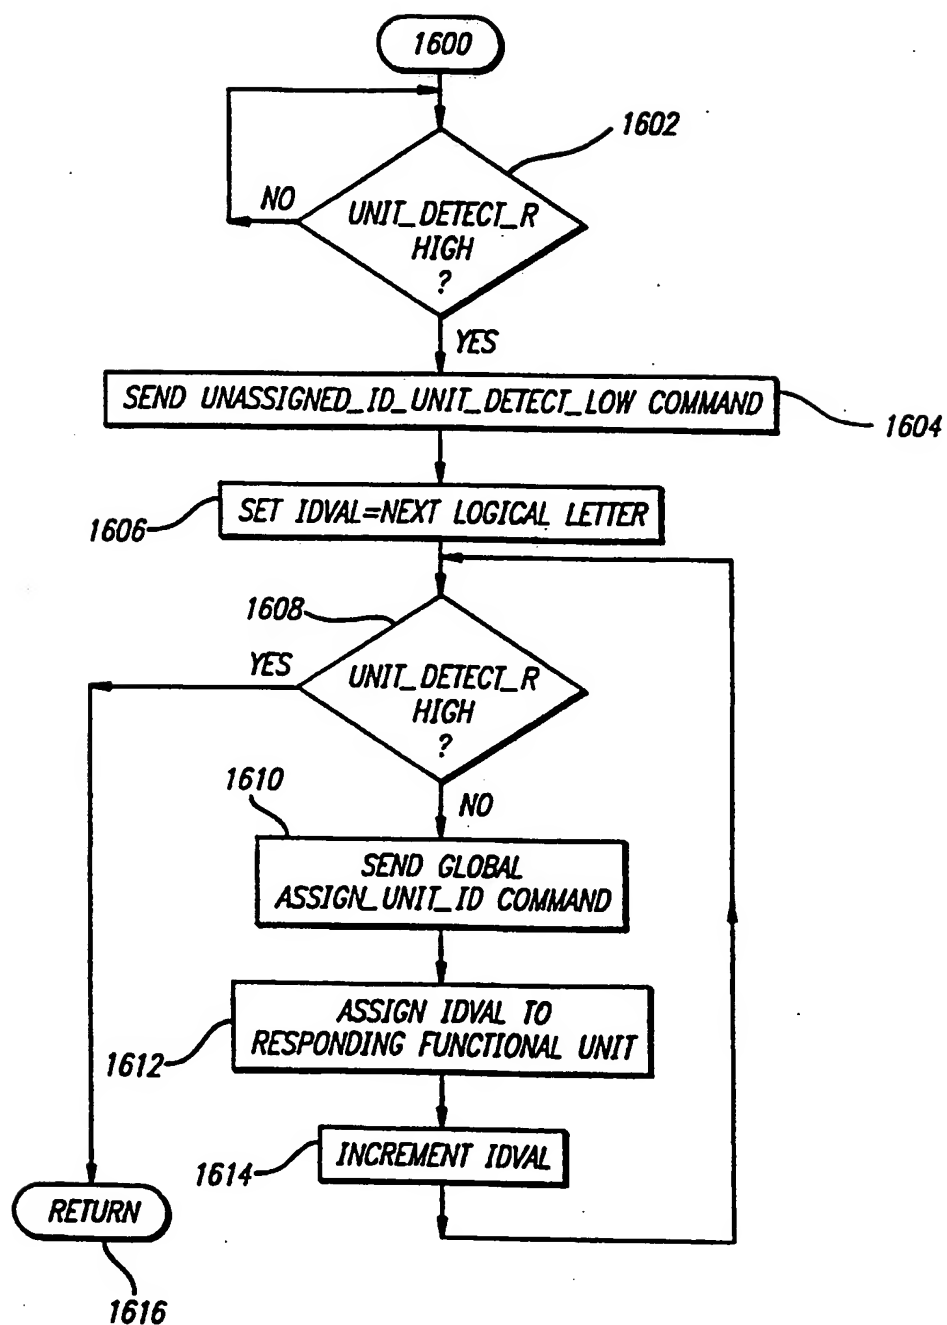 1600
1602
NO
UNIT_DETECT_R
HIGH
?
YES
SEND UNASSIGNED_ID_UNIT_DETECT_LOW COMMAND
1604
SET IDVAL=NEXT LOGICAL LETTER
1606
1608
YES
UNIT_DETECT_R
HIGH
?
1610
NO
SEND GLOBAL
ASSIGN_UNIT_ID COMMAND
ASSIGN IDVAL TO
RESPONDING FUNCTIONAL UNIT
1612
INCREMENT IDVAL
1614
RETURN
1616